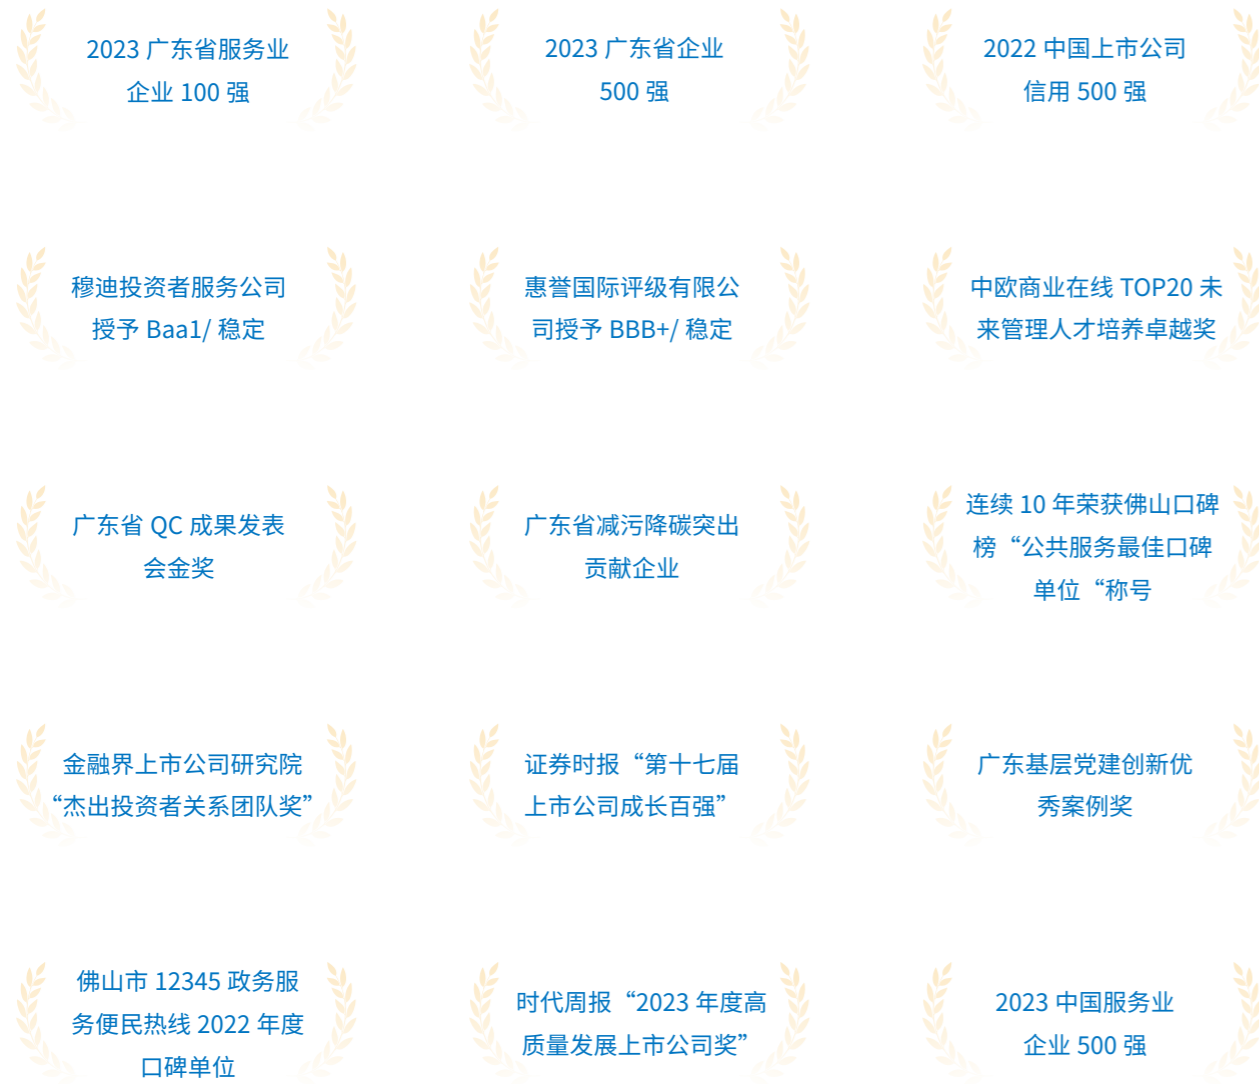 2023 广东省服务业
企业 100 强
2023 广东省企业
500 强
2022 中国上市公司
信用 500 强
穆迪投资者服务公司
授予 Baa1/ 稳定
惠誉国际评级有限公
司授予 BBB+/ 稳定
中欧商业在线 TOP20 未
来管理人才培养卓越奖
广东省 QC 成果发表
会金奖
广东省减污降碳突出
贡献企业
连续 10 年荣获佛山口碑
榜“公共服务最佳口碑
单位“称号
金融界上市公司研究院
“杰出投资者关系团队奖”
证券时报“第十七届
上市公司成长百强”
广东基层党建创新优
秀案例奖
佛山市 12345 政务服
务便民热线 2022 年度
口碑单位
时代周报“2023 年度高
质量发展上市公司奖”
2023 中国服务业
企业 500 强